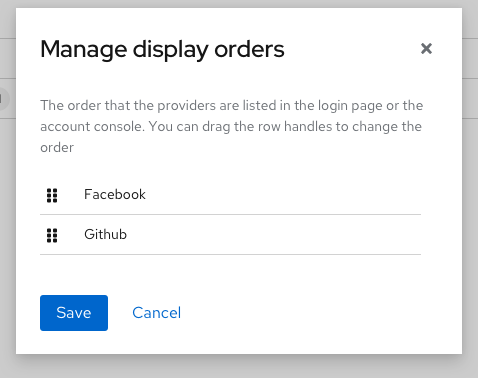 Manage display orders
The order that the providers are listed in the login page or the
account console. You can drag the row handles to change the
order
Facebook
Github
Save Cancel